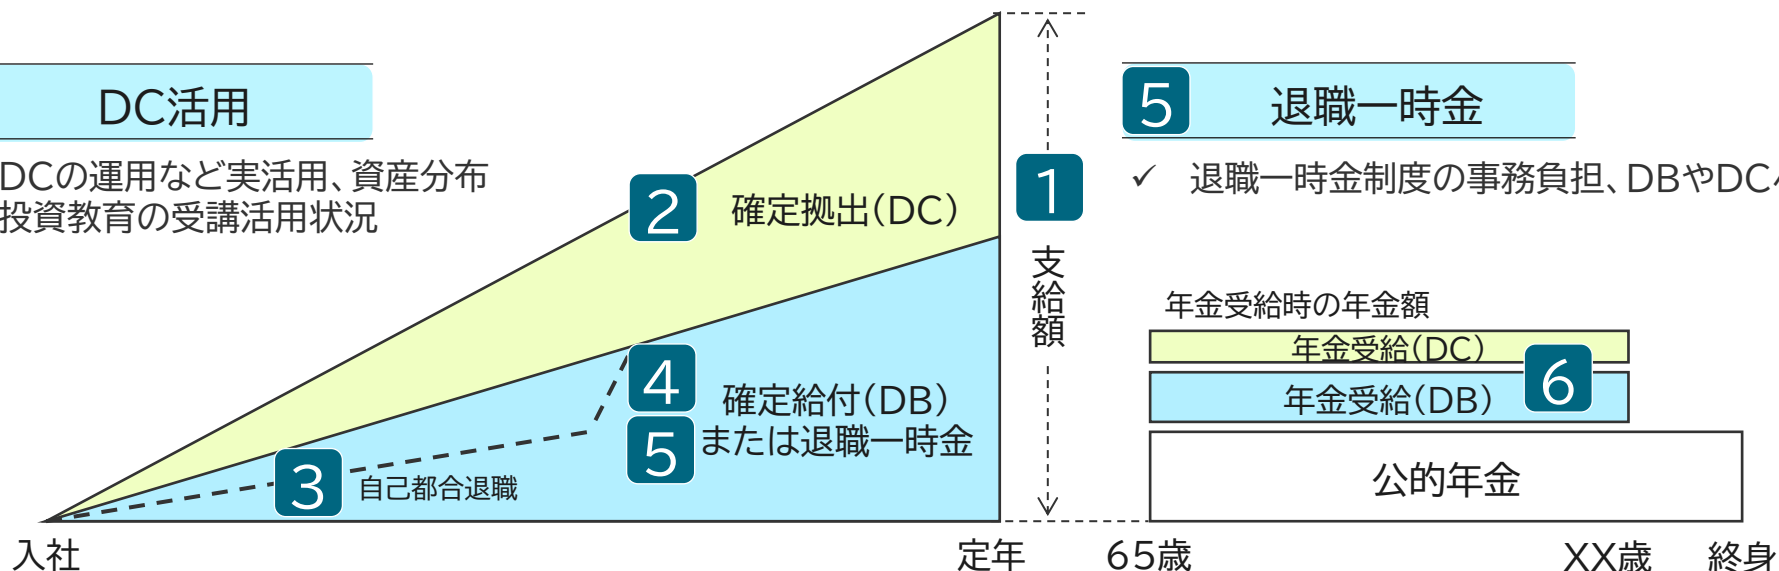 DC活用
DCの運用など実活用、資産分布
投資教育の受講活用状況
2
確定拠出(DC)
4
確定給付(DB)
5
または退職一時金
3
自己都合退職
入社
定年
1
支給額
5
退職一時金
✓ 退職一時金制度の事務負担、DBやDC
年金受給時の年金額
年金受給(DC)
年金受給(DB)
6
公的年金
65歳
XX歳
終身